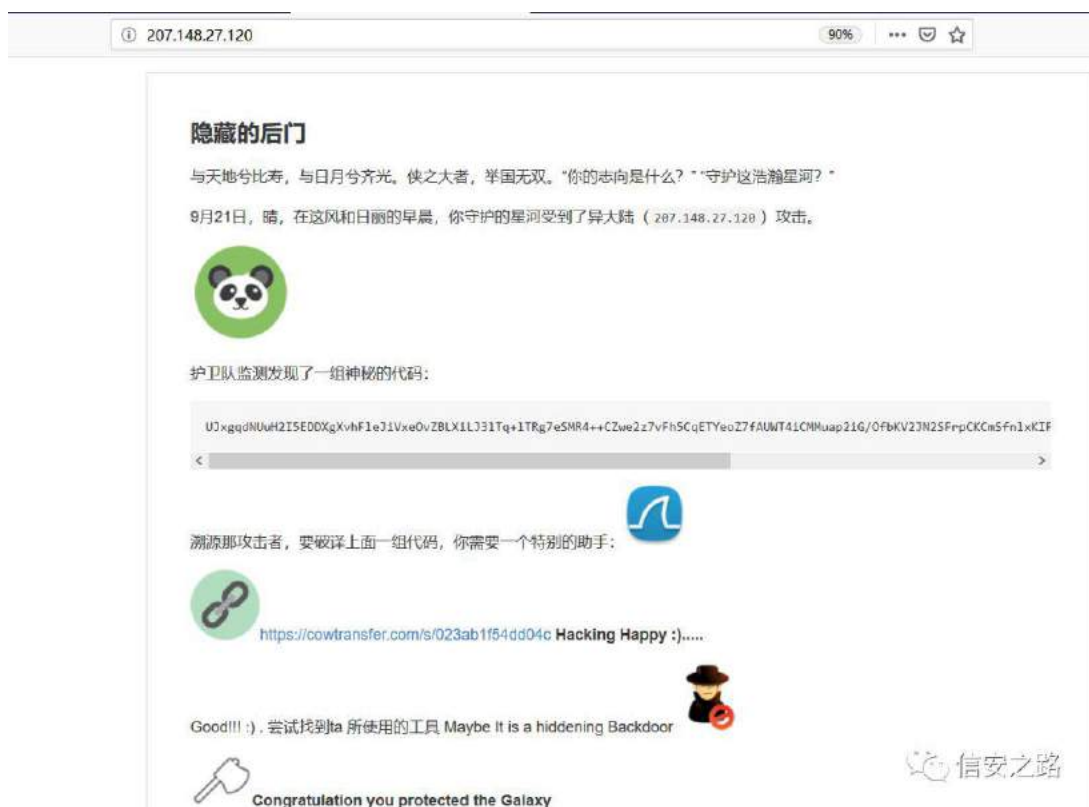 207.148.27.120
90%
隐藏的后门
与天地兮比寿，与日月兮齐光。侠之大者，举国无双。"你的志向是什么？" "守护这浩瀚星河？"
9月21日，晴，在这风和日丽的早晨，你守护的星河受到了异大陆（ 207.148.27.120 ）攻击。
护卫队监测发现了一组神秘的代码：
溯源那攻击者，要破译上面一组代码，你需要一个特别的助手：
https://cowtransfer.com/s/023ab1f54dd04c Hacking Happy :).....
Good!!! :) . 尝试找到ta 所使用的工具 Maybe It is a hiddening Backdoor
信安之路
Congratulation you protected the Galaxy